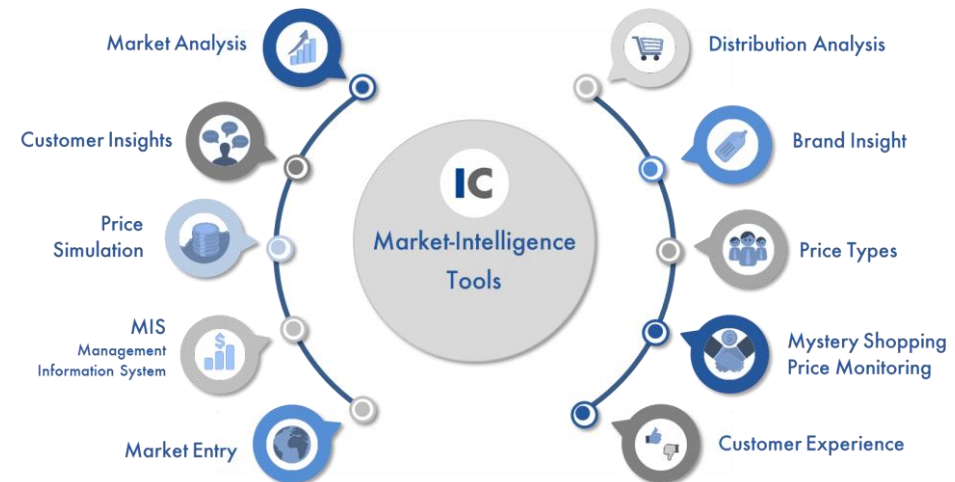 Market Analysis
Customer Insights
Price
Simulation
MIS
Management
Information System
$
Market Entry
IC
Market-Intelligence
Tools
Distribution Analysis
Brand Insight
Price Types
Mystery Shopping
Price Monitoring
Customer Experience